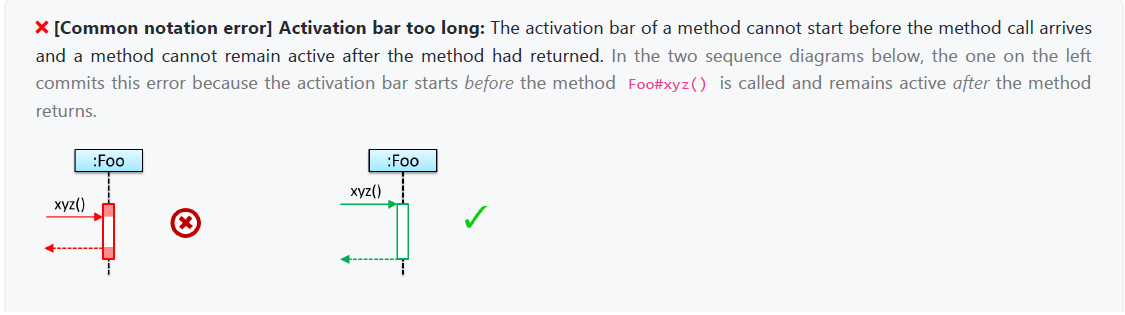 ✖ [Common notation error] Activation bar too long: The activation bar of a method cannot start before the method call arrives
and a method cannot remain active after the method had returned. In the two sequence diagrams below, the one on the left
commits this error because the activation bar starts before the method Foo#xyz() is called and remains active after the method
returns.
:Foo
xyz()
:Foo
xyz()